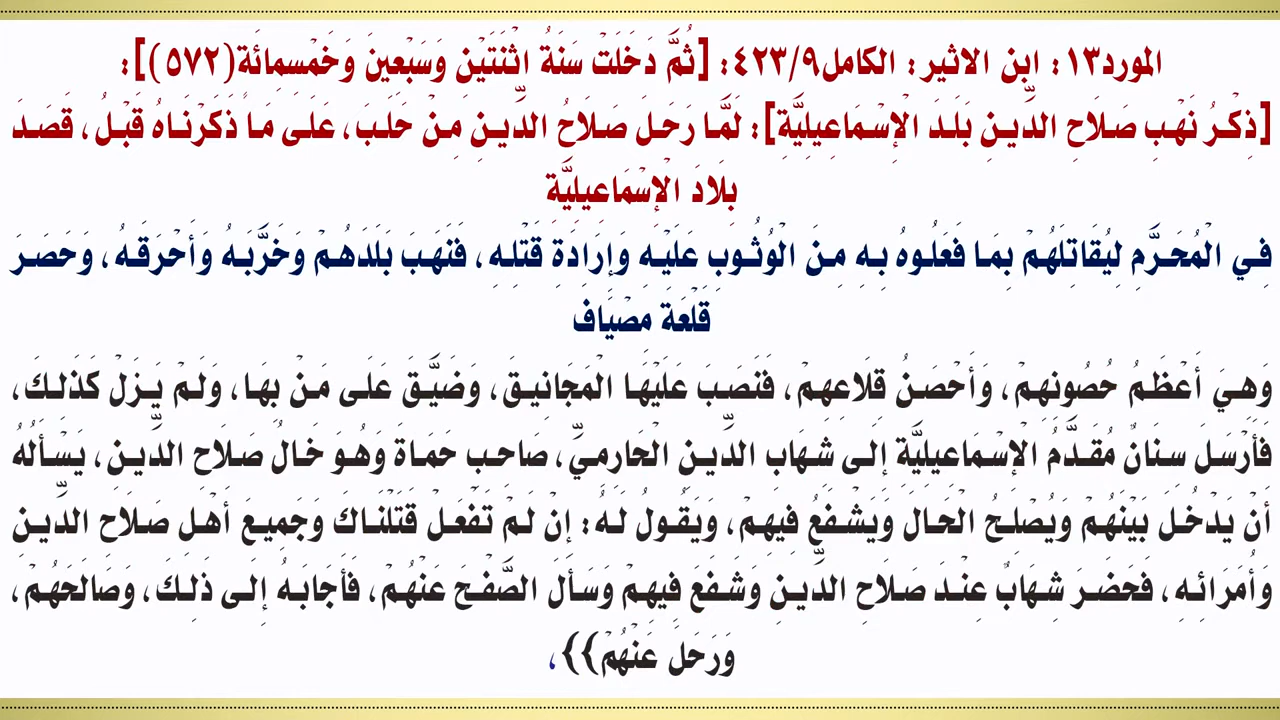 المورد١٣: ابن الاثير: الكامل٤٢٣/٩: [ثُمَّ دَخَلَتْ سَنَةُ اثْنَتَيْنِ وَسَبْعِينَ وَخَمْسِمِائَة(٥٧٢)]:
[ذِكْرُ نَهْبِ صَلَاحِ الدِّينِ بَلَدَ الْإِسْمَاعِيلِيَّةِ]: لَمَّا رَحَلَ صَلَاحُ الدِّينِ مِنْ حَلَبَ، عَلَى مَا ذَكَرْنَاهُ قَبْلُ، قَصَدَ
بِلَادَ الْإِسْمَاعِيلِيَّة
فِي الْمُحَرَّمِ لِيُقَاتِلَهُمْ بِمَا فَعَلُوهُ بِهِ مِنَ الْوُثُوبِ عَلَيْهِ وَإِرَادَةِ قَتْلِهِ، فَنَهَبَ بَلَدَهُمْ وَخَرَّبَهُ وَأَحْرَقَهُ، وَحَصَرَ
قَلْعَةَ مِصْيَاف
وَهِيَ أَعْظَمُ حُصُونِهِمْ، وَأَحْصَنُ قِلَاعِهِمْ، فَنَصَبَ عَلَيْهَا الْمَجَانِيقَ، وَضَيَّقَ عَلَى مَنْ بِهَا، وَلَمْ يَزَلْ كَذَلِكَ،
فَأَرْسَلَ سِنَانٌ مُقَدَّمُ الْإِسْمَاعِيلِيَّةِ إِلَى شِهَابِ الدِّينِ الْحَارِمِيِّ، صَاحِبِ حَمَاةَ وَهُوَ خَالُ صَلَاحِ الدِّينِ، يَسْأَلُهُ
أَنْ يَدْخُلَ بَيْنَهُمْ وَيُصْلِحُ الْحَالَ وَيَشْفَعُ فِيهِمْ، وَيَقُولُ لَهُ: إِنْ لَمْ تَفْعَلْ قَتَلْنَاكَ وَجَمِيعَ أَهْلِ صَلَاحِ الدِّينِ
وَأُمَرَائِهِ، فَحَضَرَ شِهَابٌ عِنْدَ صَلَاحِ الدِّينِ وَشَفَعَ فِيهِمْ وَسَأَلَ الصَّفْحَ عَنْهُمْ، فَأَجَابَهُ إِلَى ذَلِكَ، وَصَالَحَهُمْ،
وَرَحَلَ عَنْهُمْ))،